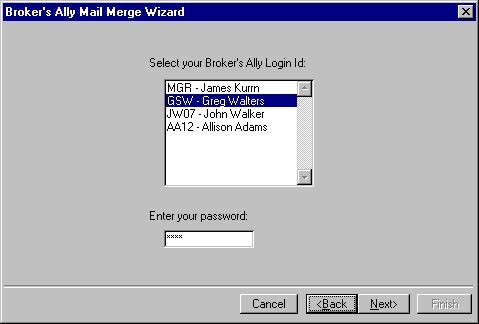 Broker's Ally Mail Merge Wizard
Select your Broker's Ally Login Id:
MGR - James Kurrn
GSW - Greg Walters
JW07 - John Walker
AA12 - Allison Adams
Enter your password:
****
Cancel <Back Next> Finish